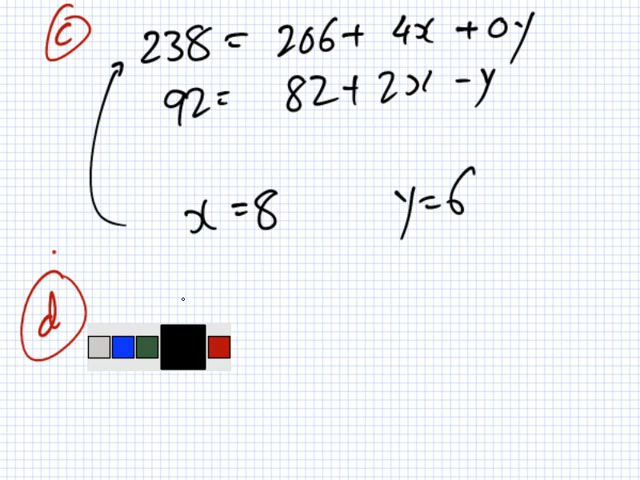 c 238 = 206 + 4x + 0y
92 = 82 + 2x - y
x = 8 y = 6
d